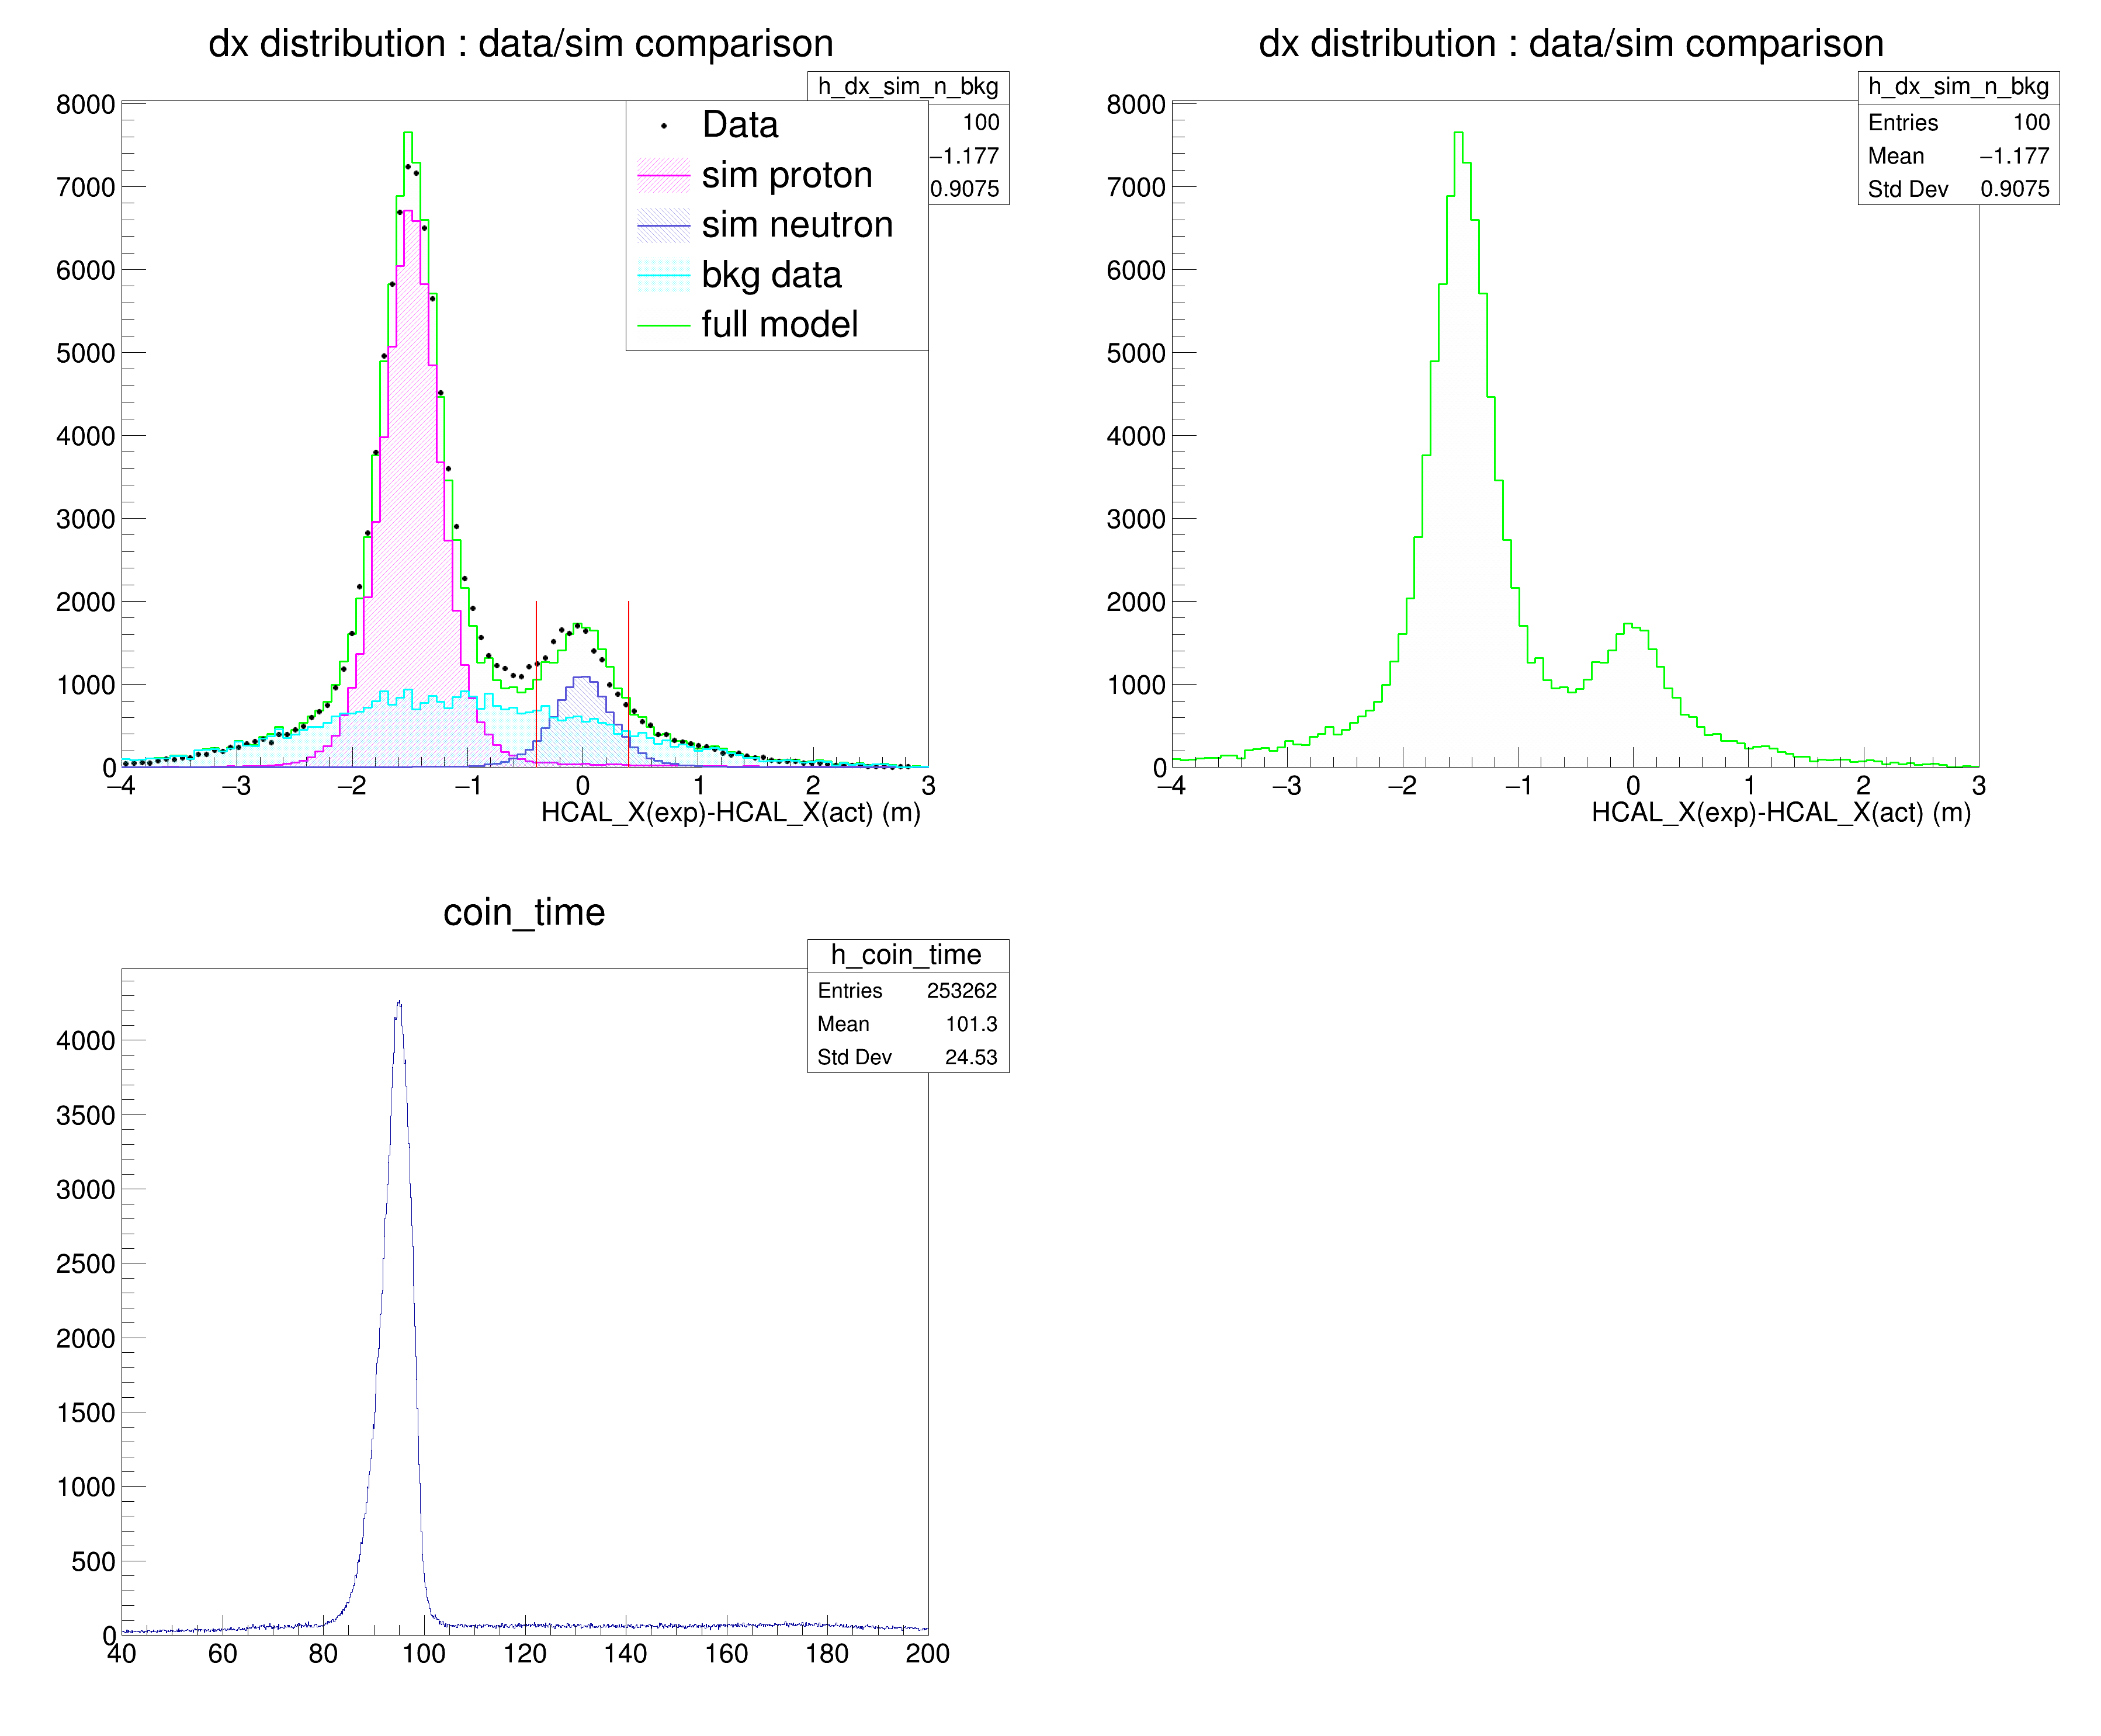 dx distribution : data/sim comparison
h_dx_sim_n_bkg
100
−1.177
0.9075
Data
sim proton
sim neutron
bkg data
full model
8000
7000
6000
5000
4000
3000
2000
1000
0
−4 −3 −2 −1 0 1 2 3
HCAL_X(exp)-HCAL_X(act) (m)
dx distribution : data/sim comparison
h_dx_sim_n_bkg
Entries 100
Mean −1.177
Std Dev 0.9075
8000
7000
6000
5000
4000
3000
2000
1000
0
−4 −3 −2 −1 0 1 2 3
HCAL_X(exp)-HCAL_X(act) (m)
coin_time
h_coin_time
Entries 253262
Mean 101.3
Std Dev 24.53
4000
3500
3000
2500
2000
1500
1000
500
0
40 60 80 100 120 140 160 180 200